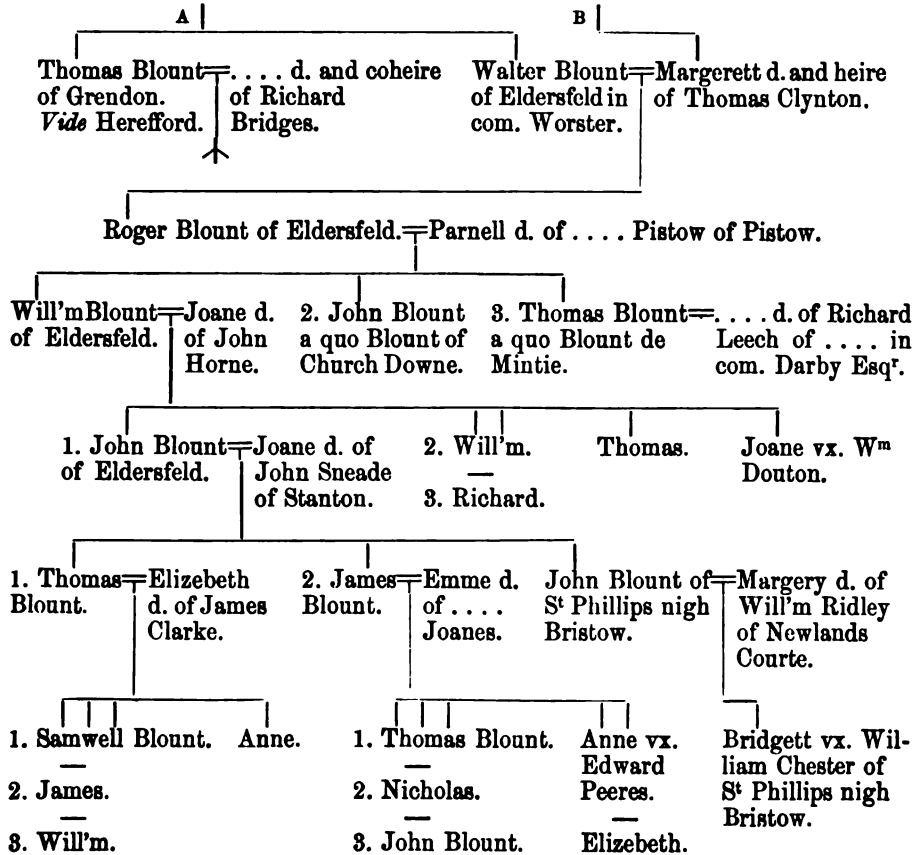 A B
Thomas Blount=. . . . d. and coheire
of Grendon. of Richard
Vide Herefford. Bridges.
Walter Blount=Margerett d. and heire
of Eldersfeld in of Thomas Clynton.
com. Worster.
Roger Blount of Eldersfeld.=Parnell d. of . . . . Pistow of Pistow.
Will'm Blount=Joane d.
of Eldersfeld. of John
Horne.
2. John Blount
a quo Blount of
Church Downe.
3. Thomas Blount=. . . . d. of Richard
a quo Blount de Leech of . . . . in
Mintie. com. Darby Esqr.
1. John Blount=Joane d. of
of Eldersfeld. John Sneade
of Stanton.
2. Will'm.
—
3. Richard.
Thomas.
Joane vx. Wm
Douton.
1. Thomas=Elizebeth
Blount. d. of James
Clarke.
2. James=Emme d.
Blount. of . . . .
Joanes.
John Blount of=Margery d. of
St Phillips nigh Will'm Ridley
Bristow. of Newlands
Courte.
1. Samwell Blount. Anne.
—
2. James.
—
3. Will'm.
1. Thomas Blount.
—
2. Nicholas.
—
3. John Blount.
Anne vx.
Edward
Peeres.
—
Elizebeth.
Bridgett vx. Wil-
liam Chester of
St Phillips nigh
Bristow.